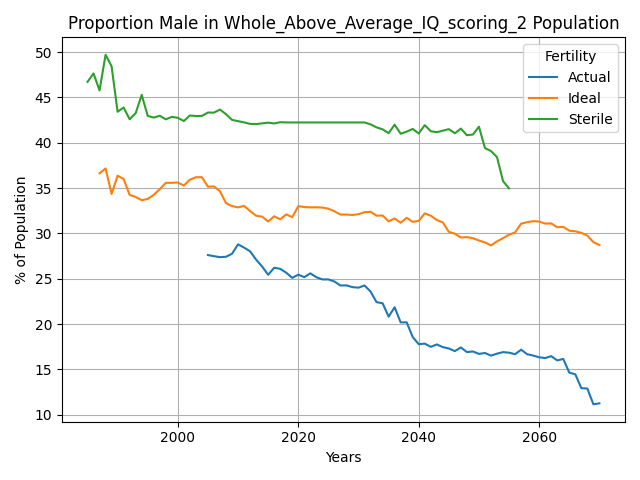 Proportion Male in Whole_Above_Average_IQ_scoring_2 Population
Fertility
Actual
Ideal
Sterile
% of Population
50
45
40
35
30
25
20
15
10
2000 2020 2040 2060
Years